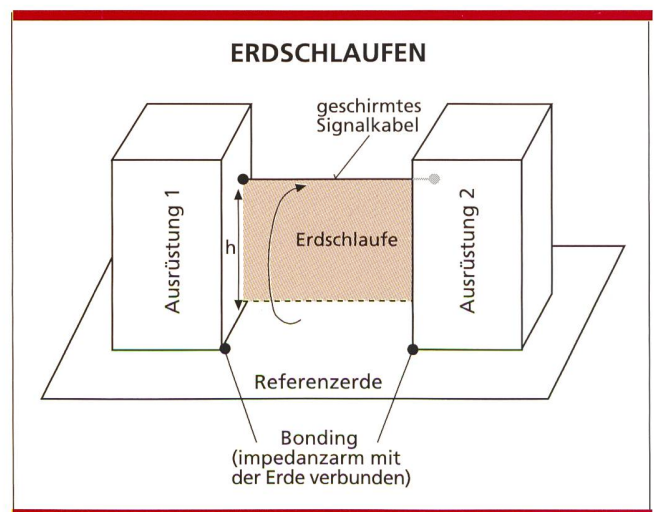 ERDSCHLAUFEN
geschirmtes
Signalkabel
Ausrüstung 1
h
Erdschlaufe
Ausrüstung 2
Referenzerde
Bonding
(impedanzarm mit
der Erde verbunden)